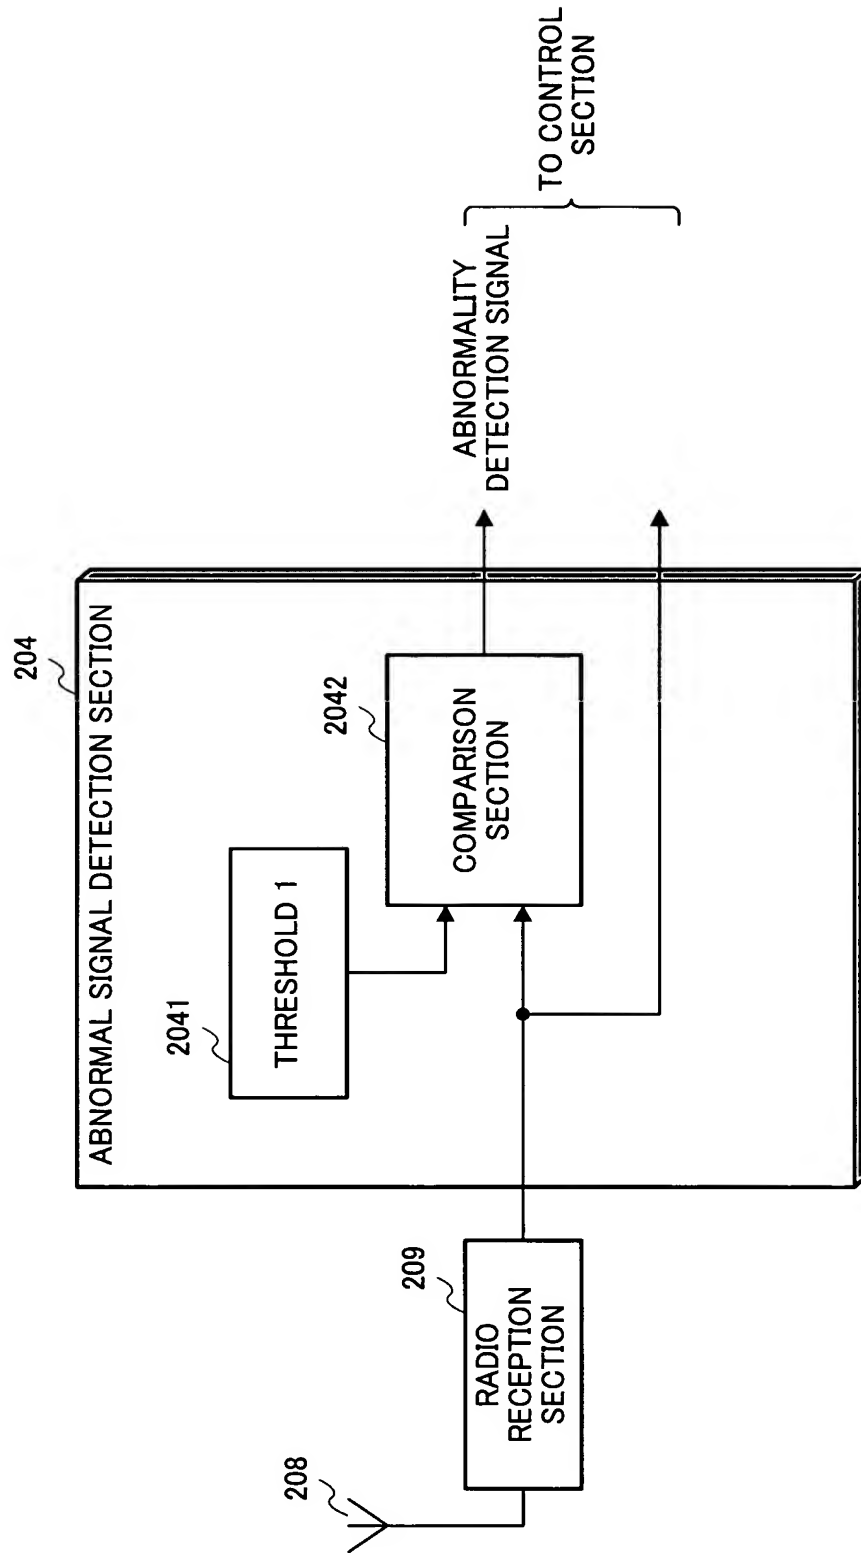 204
ABNORMAL SIGNAL DETECTION SECTION
2041
THRESHOLD 1
2042
COMPARISON
SECTION
208
209
RADIO
RECEPTION
SECTION
ABNORMALITY
DETECTION SIGNAL
TO CONTROL
SECTION